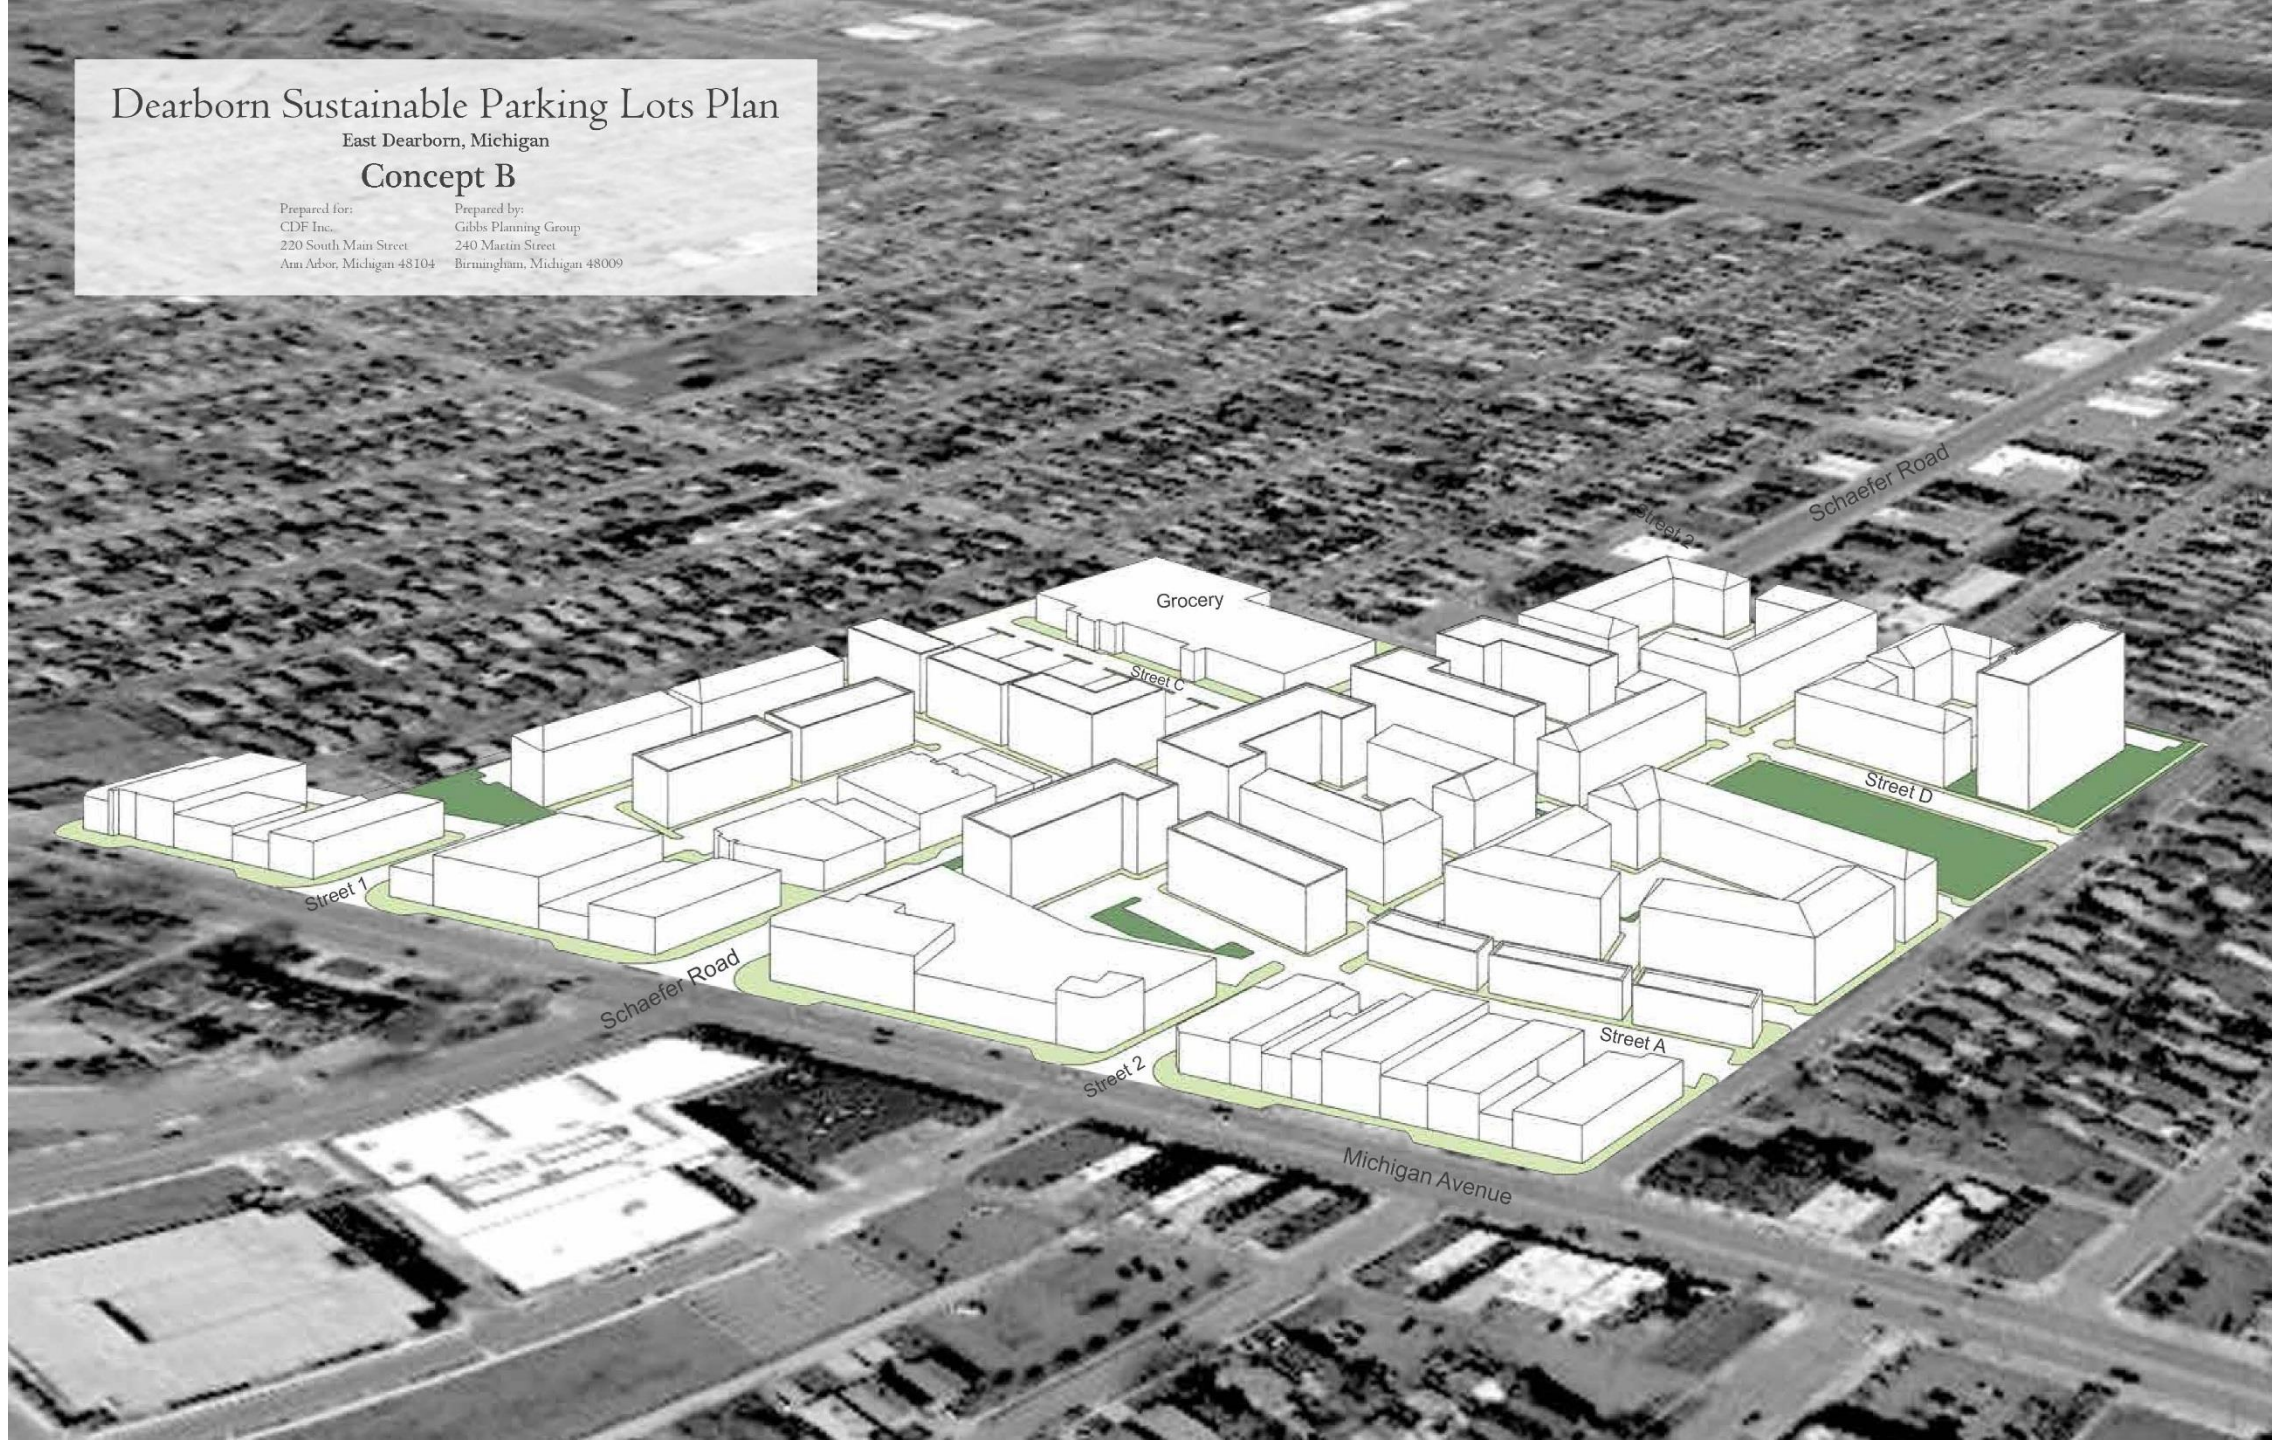 Dearborn Sustainable Parking Lots Plan
East Dearborn, Michigan
Concept B
Prepared for:
CDF Inc.
220 South Main Street
Ann Arbor, Michigan 48104
Prepared by:
Gibbs Planning Group
240 Martin Street
Birmingham, Michigan 48009
Schaefer Road
Street 2
Grocery
Street C
Street D
Street 1
Schaefer Road
Street A
Street 2
Michigan Avenue